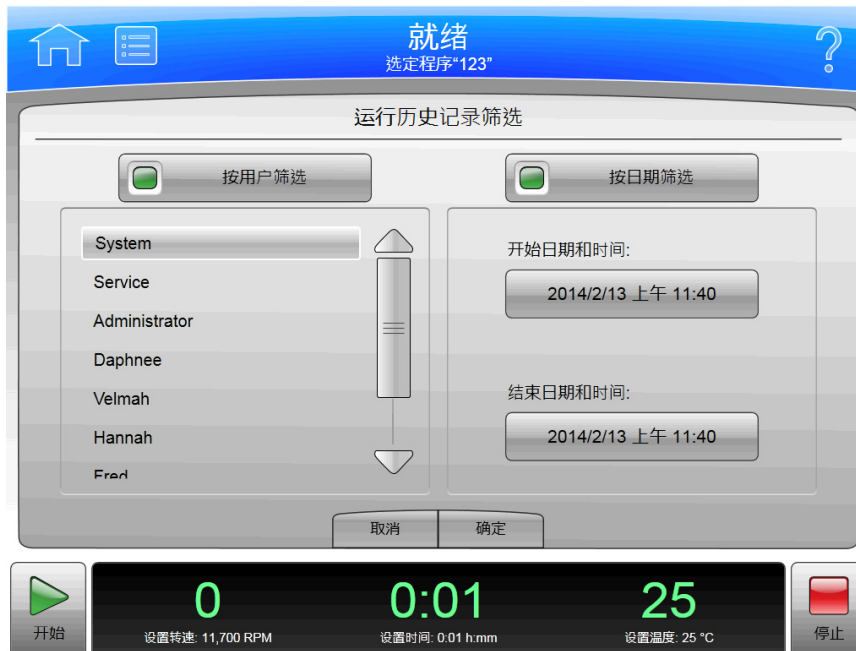 就绪
选定程序“123”
运行历史记录筛选
按用户筛选
按日期筛选
System
Service
Administrator
Daphnee
Velmah
Hannah
Fred
开始日期和时间:
2014/2/13 上午 11:40
结束日期和时间:
2014/2/13 上午 11:40
取消
确定
开始
0
设置转速: 11,700 RPM
0:01
设置时间: 0:01 h:mm
25
设置温度: 25 °C
停止